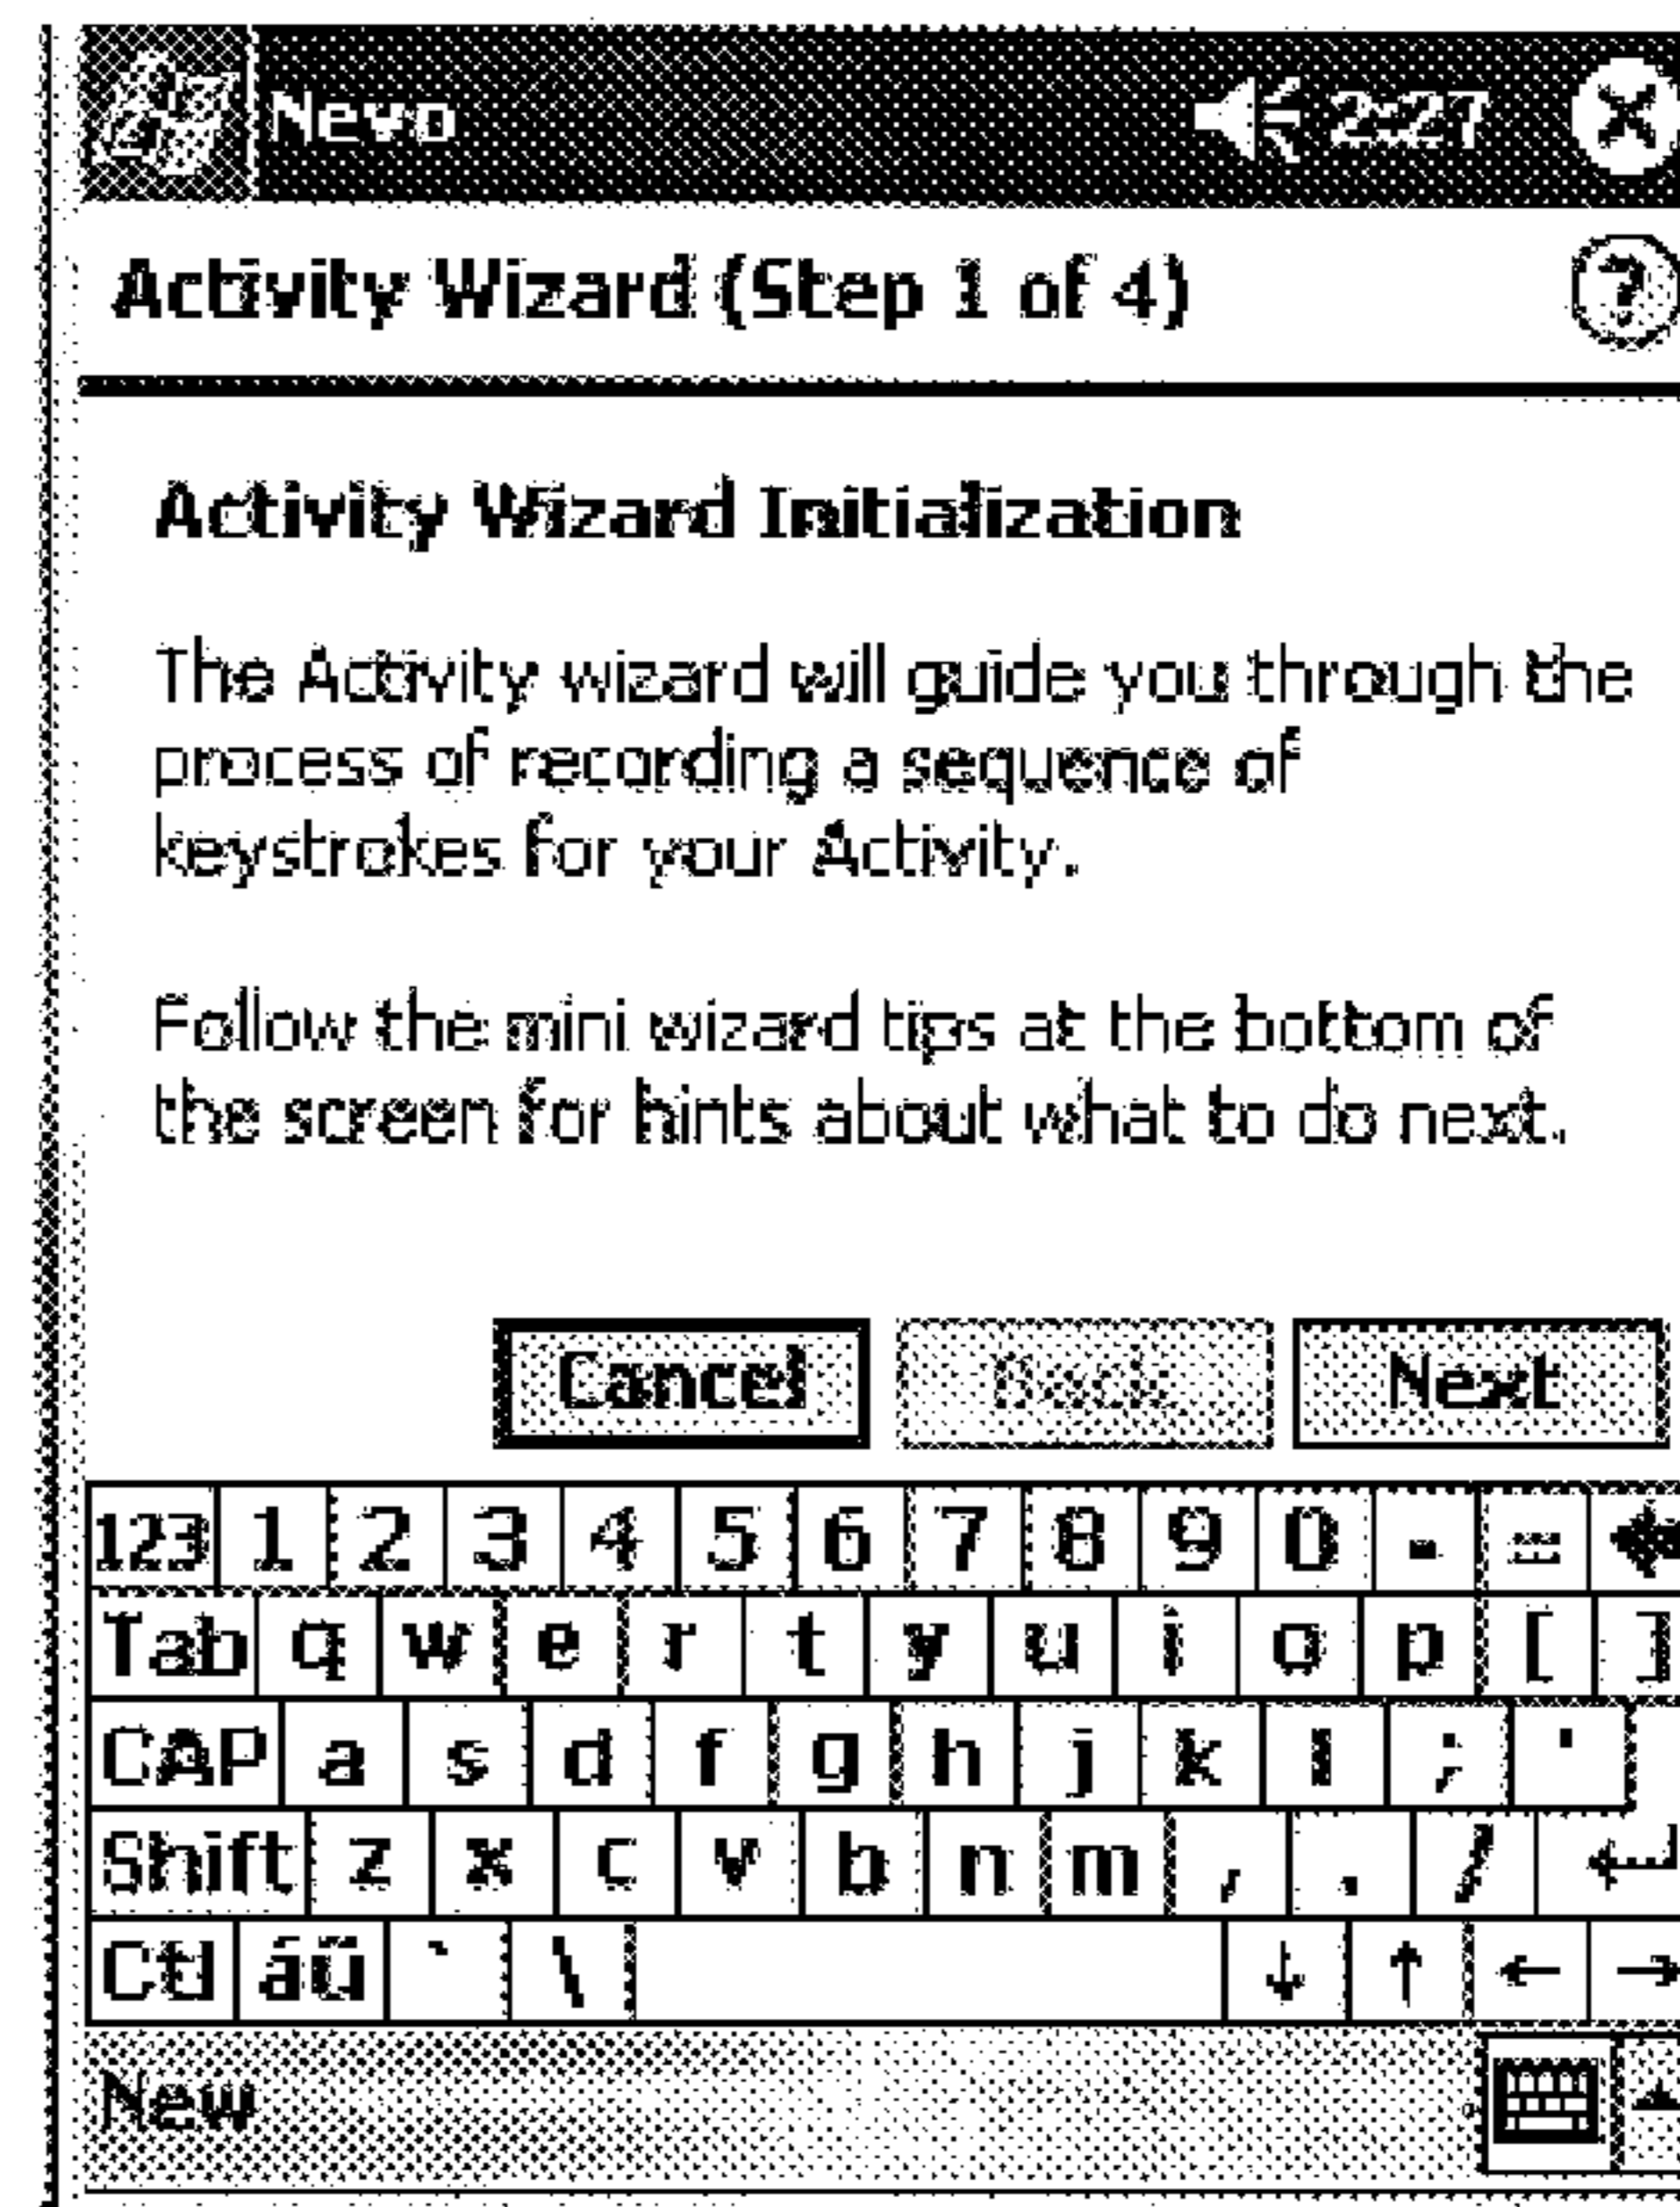 Nevo 2:27
Activity Wizard (Step 1 of 4) ?
Activity Wizard Initialization
The Activity wizard will guide you through the
process of recording a sequence of
keystrokes for your Activity.
Follow the mini wizard tips at the bottom of
the screen for hints about what to do next.
Cancel Back Next
123 1 2 3 4 5 6 7 8 9 0 - =
Tab q w e r t y u i o p [ ]
CAP a s d f g h j k l ; '
Shift z x c v b n m , . /
Ctl áü ` \ ↓ ↑ ← →
New